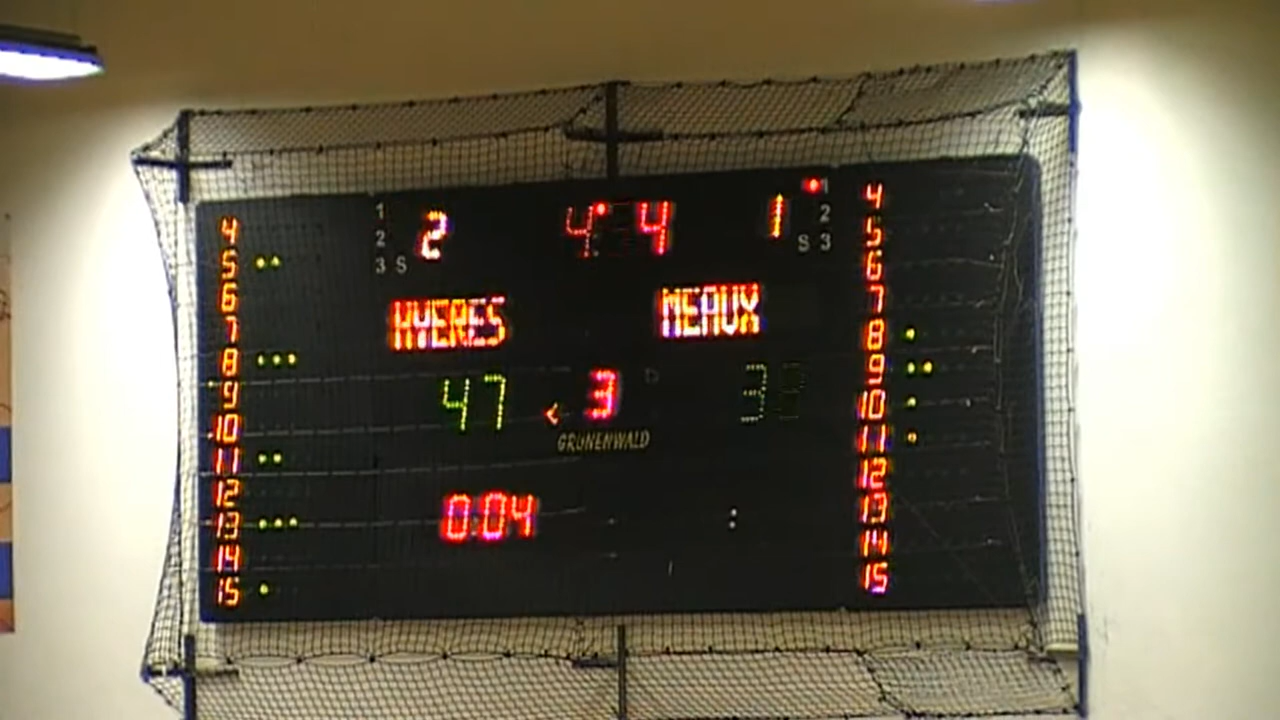 4 1 2 4 4 1 1 4
5 2 2 5
3 S S 3 6
6 HYERES MEAUX 7
7 8
8 47 3 9
9 10
10 GRÜNENWALD 11
11 12
12 0:04 13
13 14
14 15
15